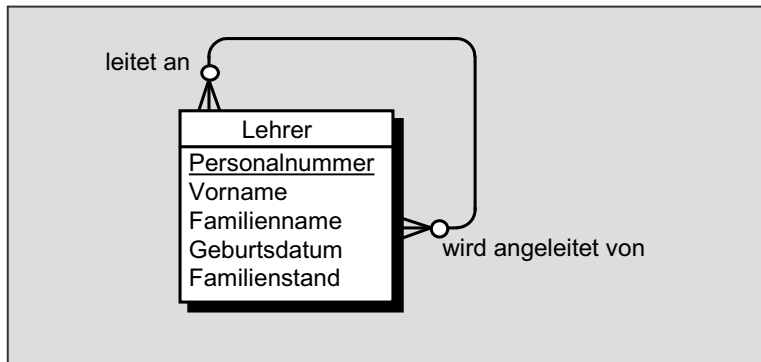 leitet an
Lehrer
Personalnummer
Vorname
Familienname
Geburtsdatum
Familienstand
wird angeleitet von